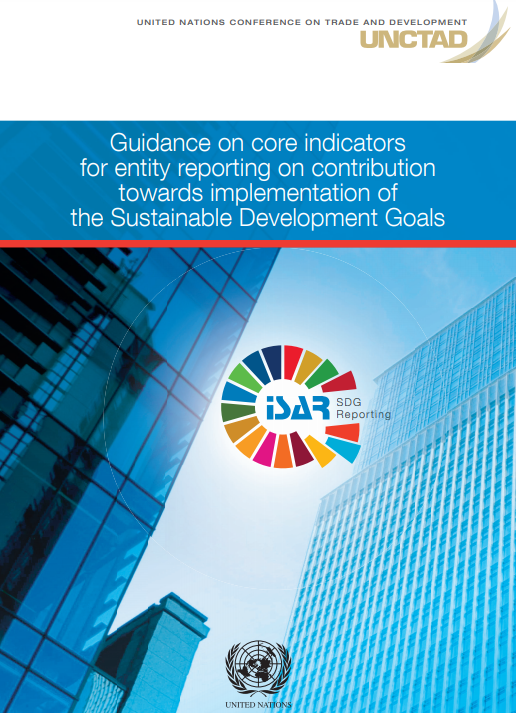 UNITED NATIONS CONFERENCE ON TRADE AND DEVELOPMENT
UNCTAD
Guidance on core indicators
for entity reporting on contribution
towards implementation of
the Sustainable Development Goals
iSAR SDG
Reporting
UNITED NATIONS